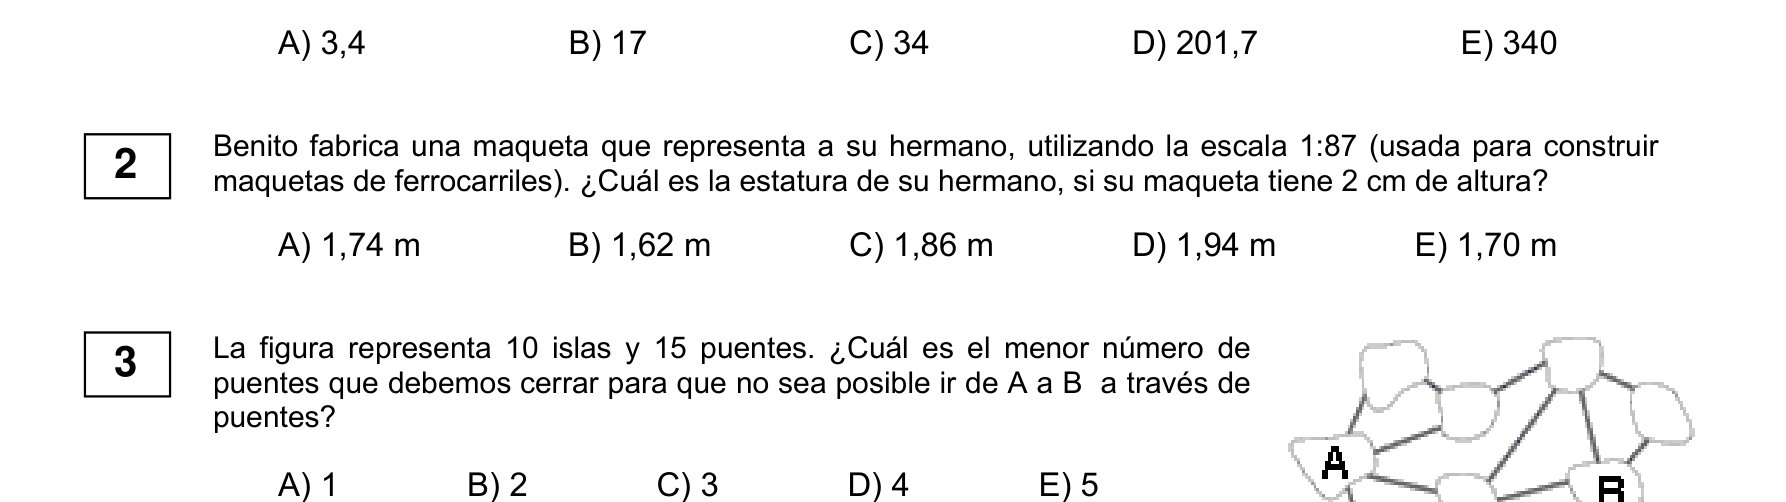 A) 3,4 B) 17 C) 34 D) 201,7 E) 340
2 Benito fabrica una maqueta que representa a su hermano, utilizando la escala 1:87 (usada para construir
maquetas de ferrocarriles). ¿Cuál es la estatura de su hermano, si su maqueta tiene 2 cm de altura?
A) 1,74 m B) 1,62 m C) 1,86 m D) 1,94 m E) 1,70 m
3 La figura representa 10 islas y 15 puentes. ¿Cuál es el menor número de
puentes que debemos cerrar para que no sea posible ir de A a B a través de
puentes?
A) 1 B) 2 C) 3 D) 4 E) 5
A
B